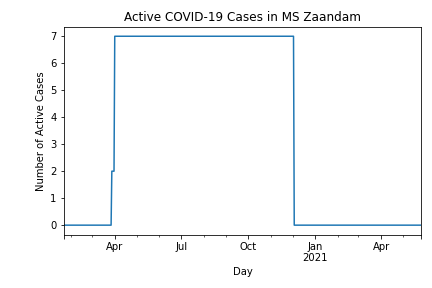 Active COVID-19 Cases in MS Zaandam
Number of Active Cases
7
6
5
4
3
2
1
0
Apr Jul Oct Jan Apr
2021
Day